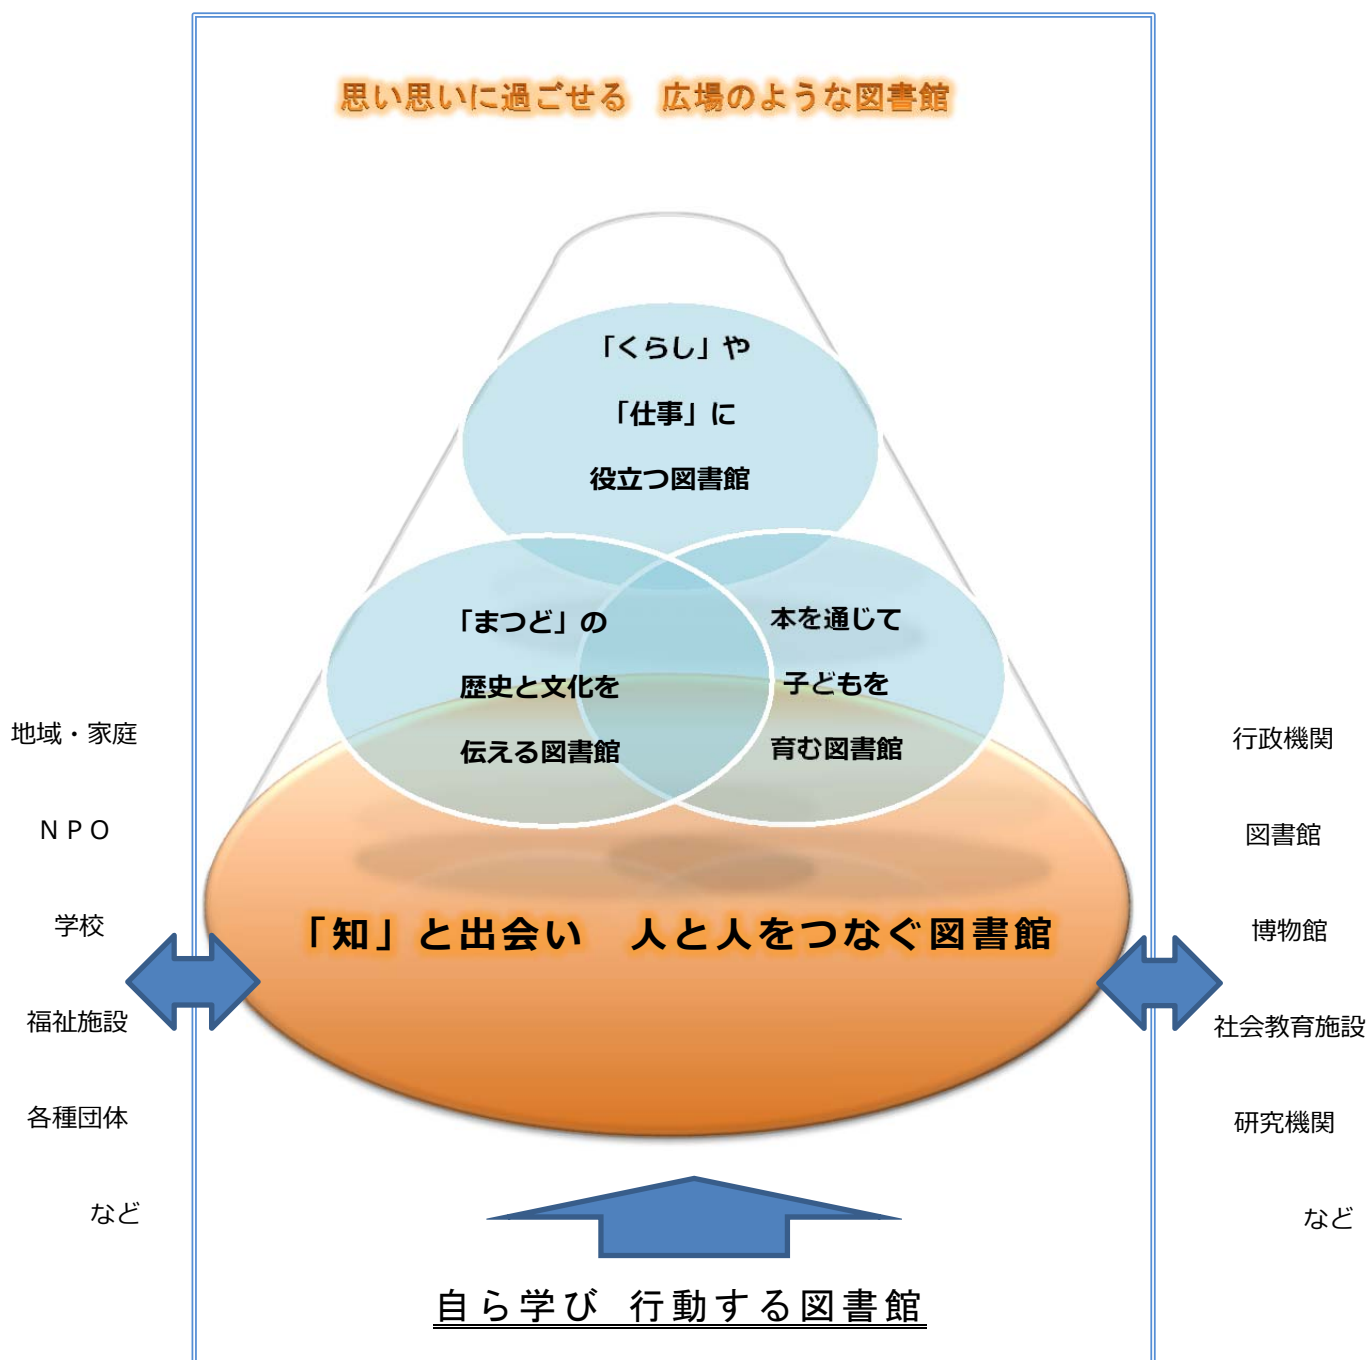 思い思いに過ごせる　広場のような図書館
「くらし」や
「仕事」に
役立つ図書館
「まつど」の
歴史と文化を
伝える図書館
本を通じて
子どもを
育む図書館
「知」と出会い　人と人をつなぐ図書館
地域・家庭
ＮＰＯ
学校
福祉施設
各種団体
など
行政機関
図書館
博物館
社会教育施設
研究機関
など
自ら学び　行動する図書館